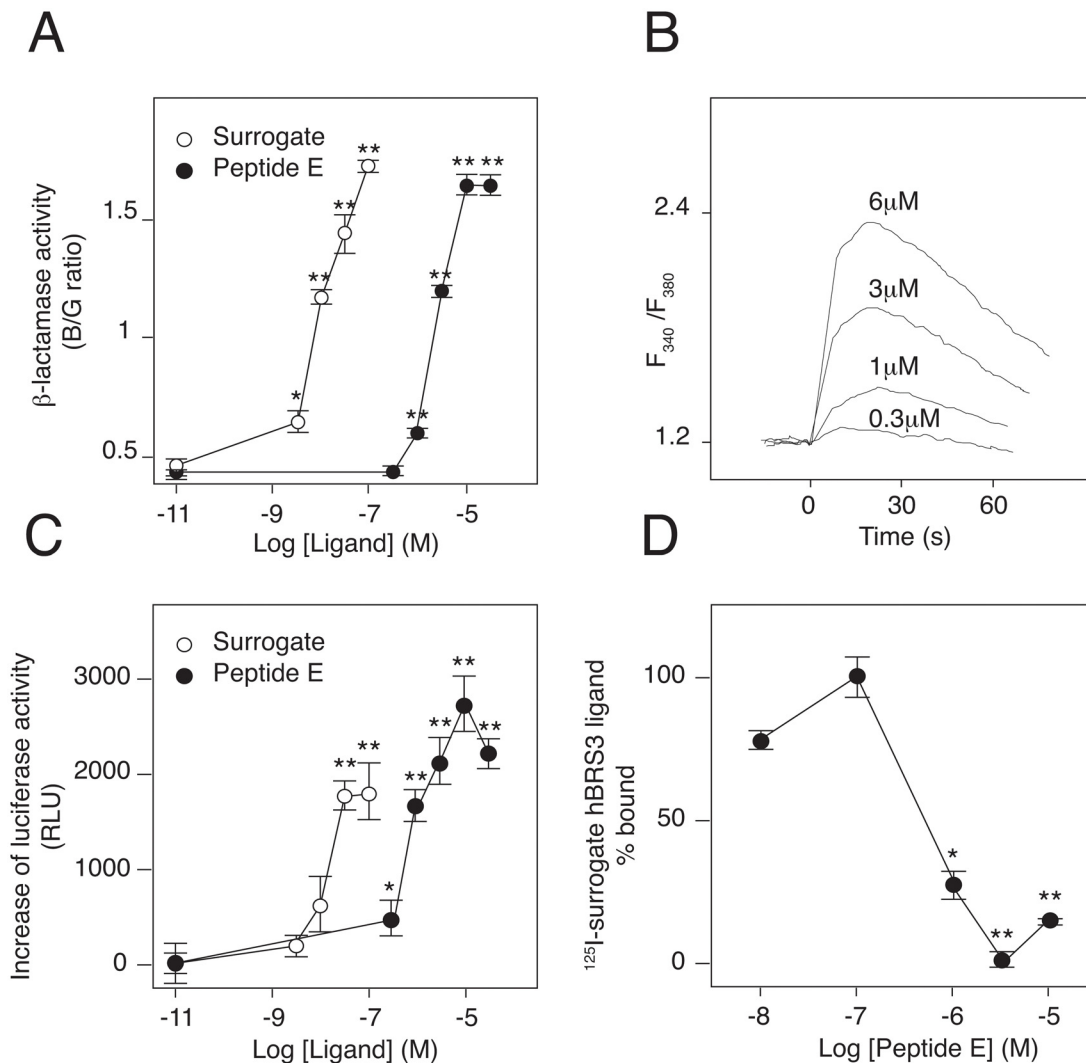 A
β-lactamase activity
(B/G ratio)
1.5
1
0.5
Surrogate
Peptide E
**
**
**
*
**
**
**
**
-11
-9
-7
-5
Log [Ligand] (M)
B
F340 /F380
2.4
1.2
6μM
3μM
1μM
0.3μM
0
30
60
Time (s)
C
Increase of luciferase activity
(RLU)
3000
2000
1000
0
Surrogate
Peptide E
**
**
**
**
**
**
*
-11
-9
-7
-5
Log [Ligand] (M)
D
125I-surrogate hBRS3 ligand
% bound
100
50
0
*
**
**
-8
-7
-6
-5
Log [Peptide E] (M)